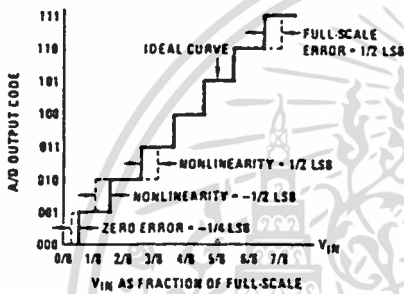 111
110
101
100
011
010
001
000
A/D OUTPUT CODE
IDEAL CURVE
FULL-SCALE
ERROR = 1/2 LSB
NONLINEARITY = 1/2 LSB
NONLINEARITY = -1/2 LSB
ZERO ERROR = -1/4 LSB
0/8 1/8 2/8 3/8 4/8 5/8 6/8 7/8
VIN
VIN AS FRACTION OF FULL-SCALE